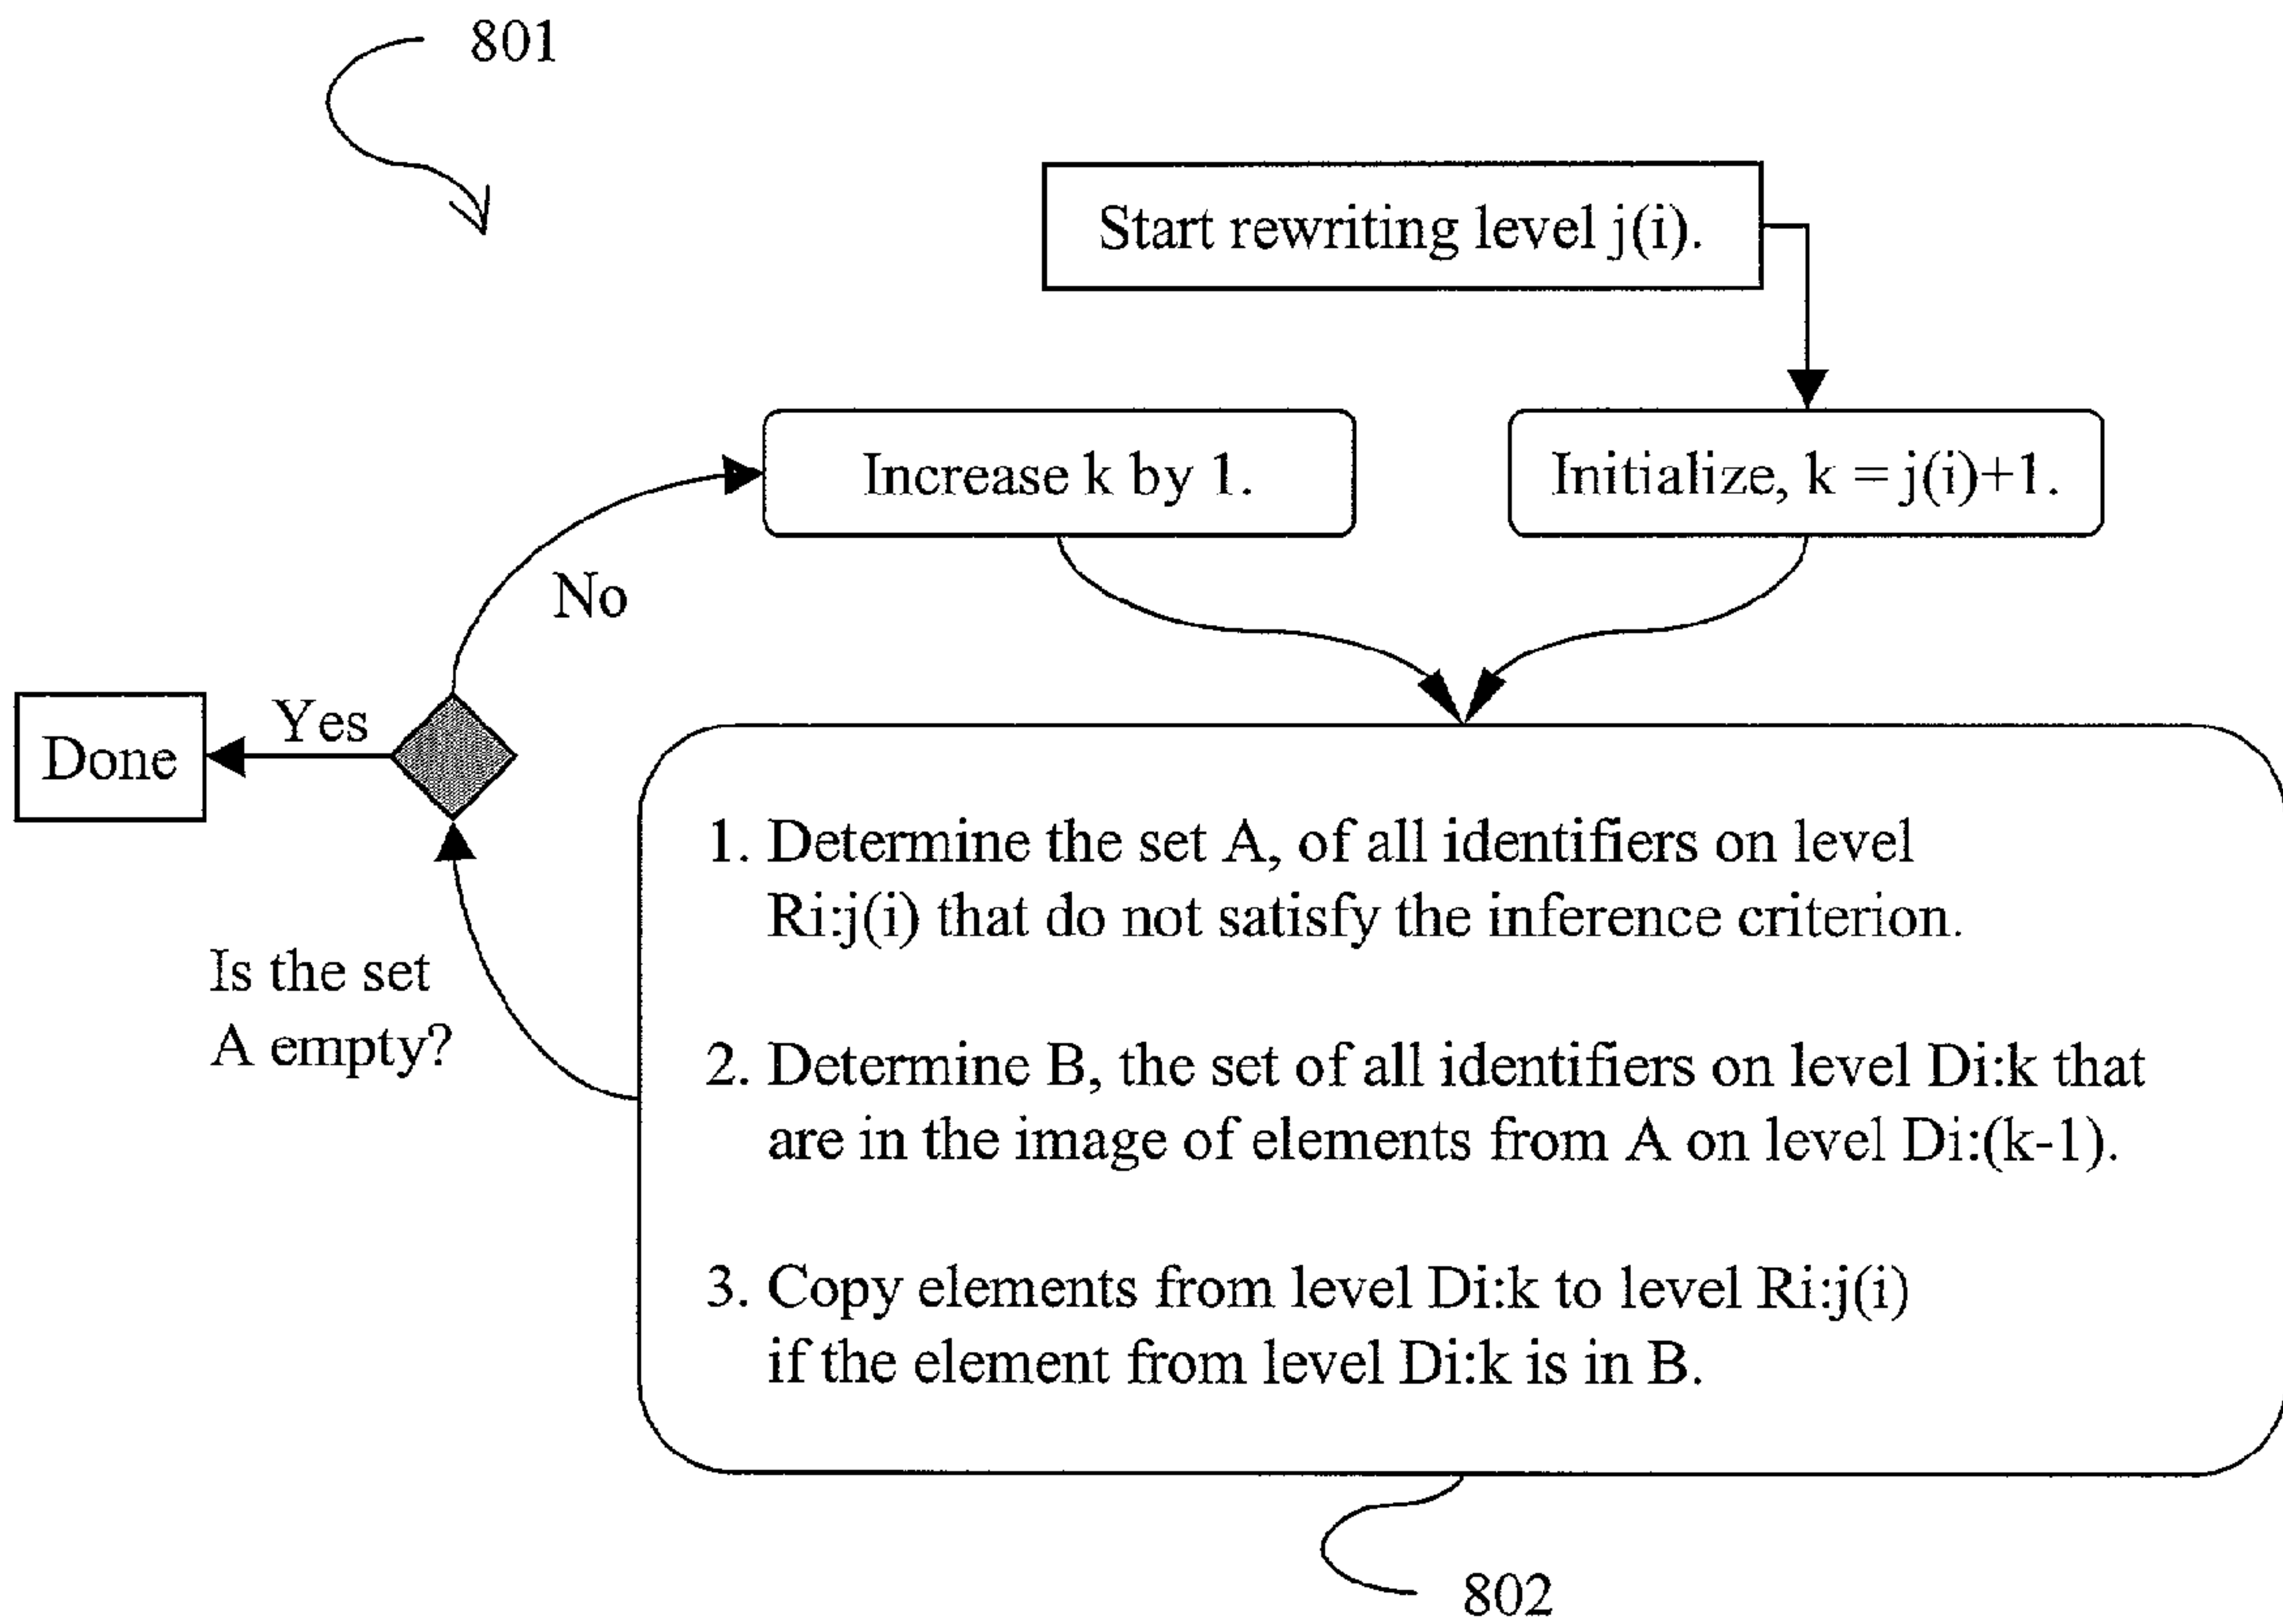 801
Start rewriting level j(i).
Increase k by 1.
Initialize, k = j(i)+1.
No
Yes
Done
Is the set
A empty?
1. Determine the set A, of all identifiers on level
Ri:j(i) that do not satisfy the inference criterion.
2. Determine B, the set of all identifiers on level Di:k that
are in the image of elements from A on level Di:(k-1).
3. Copy elements from level Di:k to level Ri:j(i)
if the element from level Di:k is in B.
802